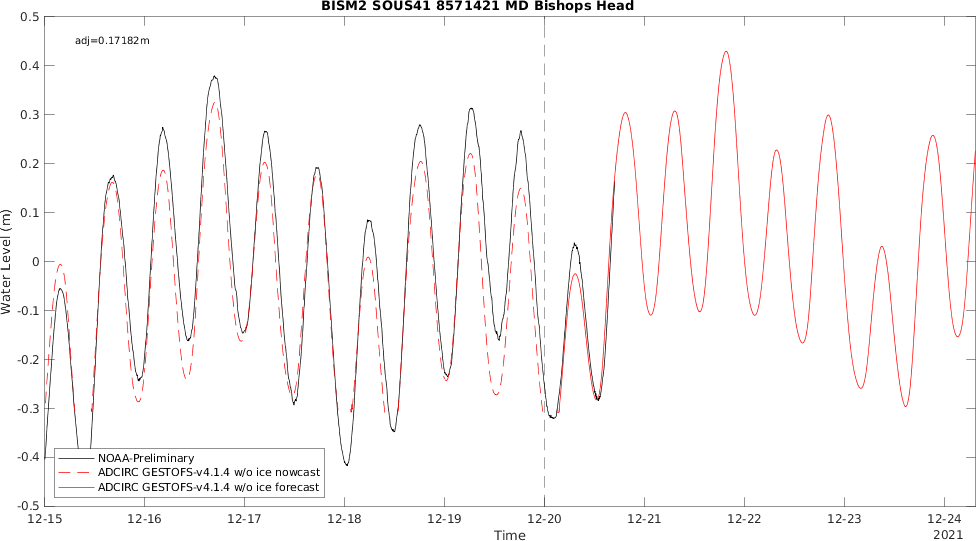 BISM2 SOUS41 8571421 MD Bishops Head
adj=0.17182m
Water Level (m)
0.5
0.4
0.3
0.2
0.1
0
-0.1
-0.2
-0.3
-0.4
-0.5
NOAA-Preliminary
ADCIRC GESTOFS-v4.1.4 w/o ice nowcast
ADCIRC GESTOFS-v4.1.4 w/o ice forecast
12-15 12-16 12-17 12-18 12-19 12-20 12-21 12-22 12-23 12-24
Time
2021